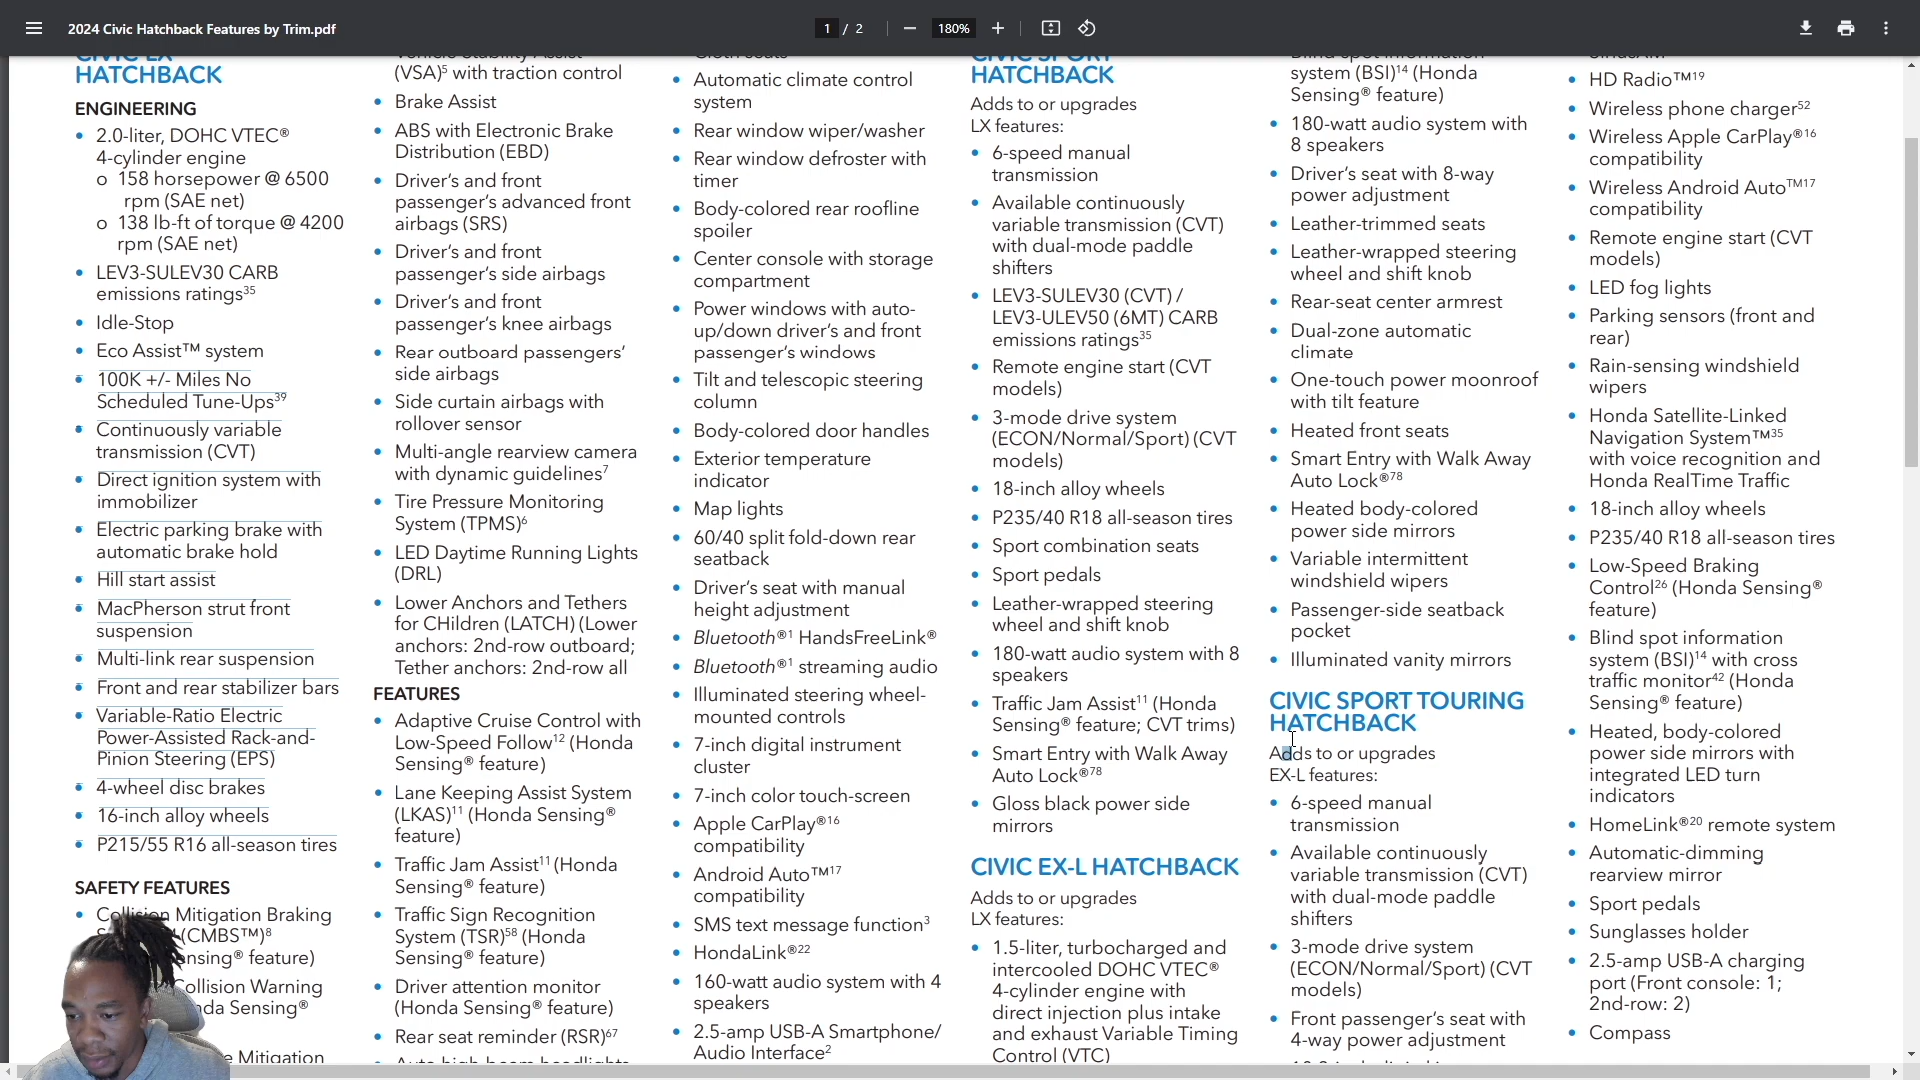 2024 Civic Hatchback Features by Trim.pdf
1 / 2
180%
CIVIC LX
HATCHBACK
ENGINEERING
2.0-liter, DOHC VTEC®
4-cylinder engine
o 158 horsepower @ 6500
rpm (SAE net)
o 138 lb-ft of torque @ 4200
rpm (SAE net)
LEV3-SULEV30 CARB
emissions ratings35
Idle-Stop
Eco Assist™ system
100K +/- Miles No
Scheduled Tune-Ups39
Continuously variable
transmission (CVT)
Direct ignition system with
immobilizer
Electric parking brake with
automatic brake hold
Hill start assist
MacPherson strut front
suspension
Multi-link rear suspension
Front and rear stabilizer bars
Variable-Ratio Electric
Power-Assisted Rack-and-
Pinion Steering (EPS)
4-wheel disc brakes
16-inch alloy wheels
P215/55 R16 all-season tires
SAFETY FEATURES
Collision Mitigation Braking
(CMBS™)8
feature)
Collision Warning
Sensing®
Mitigation
Vehicle Stability Assist
(VSA)5 with traction control
Brake Assist
ABS with Electronic Brake
Distribution (EBD)
Driver's and front
passenger's advanced front
airbags (SRS)
Driver's and front
passenger's side airbags
Driver's and front
passenger's knee airbags
Rear outboard passengers'
side airbags
Side curtain airbags with
rollover sensor
Multi-angle rearview camera
with dynamic guidelines7
Tire Pressure Monitoring
System (TPMS)6
LED Daytime Running Lights
(DRL)
Lower Anchors and Tethers
for CHildren (LATCH) (Lower
anchors: 2nd-row outboard;
Tether anchors: 2nd-row all
FEATURES
Adaptive Cruise Control with
Low-Speed Follow12 (Honda
Sensing® feature)
Lane Keeping Assist System
(LKAS)11 (Honda Sensing®
feature)
Traffic Jam Assist11 (Honda
Sensing® feature)
Traffic Sign Recognition
System (TSR)58 (Honda
Sensing® feature)
Driver attention monitor
(Honda Sensing® feature)
Rear seat reminder (RSR)67
Auto high-beam headlights
Cloth seats
Automatic climate control
system
Rear window wiper/washer
Rear window defroster with
timer
Body-colored rear roofline
spoiler
Center console with storage
compartment
Power windows with auto-
up/down driver's and front
passenger's windows
Tilt and telescopic steering
column
Body-colored door handles
Exterior temperature
indicator
Map lights
60/40 split fold-down rear
seatback
Driver's seat with manual
height adjustment
Bluetooth®1 HandsFreeLink®
Bluetooth®1 streaming audio
Illuminated steering wheel-
mounted controls
7-inch digital instrument
cluster
7-inch color touch-screen
Apple CarPlay®16
compatibility
Android Auto™17
compatibility
SMS text message function3
HondaLink®22
160-watt audio system with 4
speakers
2.5-amp USB-A Smartphone/
Audio Interface2
CIVIC SPORT
HATCHBACK
Adds to or upgrades
LX features:
6-speed manual
transmission
Available continuously
variable transmission (CVT)
with dual-mode paddle
shifters
LEV3-SULEV30 (CVT) /
LEV3-ULEV50 (6MT) CARB
emissions ratings35
Remote engine start (CVT
models)
3-mode drive system
(ECON/Normal/Sport) (CVT
models)
18-inch alloy wheels
P235/40 R18 all-season tires
Sport combination seats
Sport pedals
Leather-wrapped steering
wheel and shift knob
180-watt audio system with 8
speakers
Traffic Jam Assist11 (Honda
Sensing® feature; CVT trims)
Smart Entry with Walk Away
Auto Lock®78
Gloss black power side
mirrors
CIVIC EX-L HATCHBACK
Adds to or upgrades
LX features:
1.5-liter, turbocharged and
intercooled DOHC VTEC®
4-cylinder engine with
direct injection plus intake
and exhaust Variable Timing
Control (VTC)
Blind spot information
system (BSI)14 (Honda
Sensing® feature)
180-watt audio system with
8 speakers
Driver's seat with 8-way
power adjustment
Leather-trimmed seats
Leather-wrapped steering
wheel and shift knob
Rear-seat center armrest
Dual-zone automatic
climate
One-touch power moonroof
with tilt feature
Heated front seats
Smart Entry with Walk Away
Auto Lock®78
Heated body-colored
power side mirrors
Variable intermittent
windshield wipers
Passenger-side seatback
pocket
Illuminated vanity mirrors
CIVIC SPORT TOURING
HATCHBACK
Adds to or upgrades
EX-L features:
6-speed manual
transmission
Available continuously
variable transmission (CVT)
with dual-mode paddle
shifters
3-mode drive system
(ECON/Normal/Sport) (CVT
models)
Front passenger's seat with
4-way power adjustment
SiriusXM
HD Radio™19
Wireless phone charger52
Wireless Apple CarPlay®16
compatibility
Wireless Android Auto™17
compatibility
Remote engine start (CVT
models)
LED fog lights
Parking sensors (front and
rear)
Rain-sensing windshield
wipers
Honda Satellite-Linked
Navigation System™35
with voice recognition and
Honda RealTime Traffic
18-inch alloy wheels
P235/40 R18 all-season tires
Low-Speed Braking
Control26 (Honda Sensing®
feature)
Blind spot information
system (BSI)14 with cross
traffic monitor42 (Honda
Sensing® feature)
Heated, body-colored
power side mirrors with
integrated LED turn
indicators
HomeLink®20 remote system
Automatic-dimming
rearview mirror
Sport pedals
Sunglasses holder
2.5-amp USB-A charging
port (Front console: 1;
2nd-row: 2)
Compass